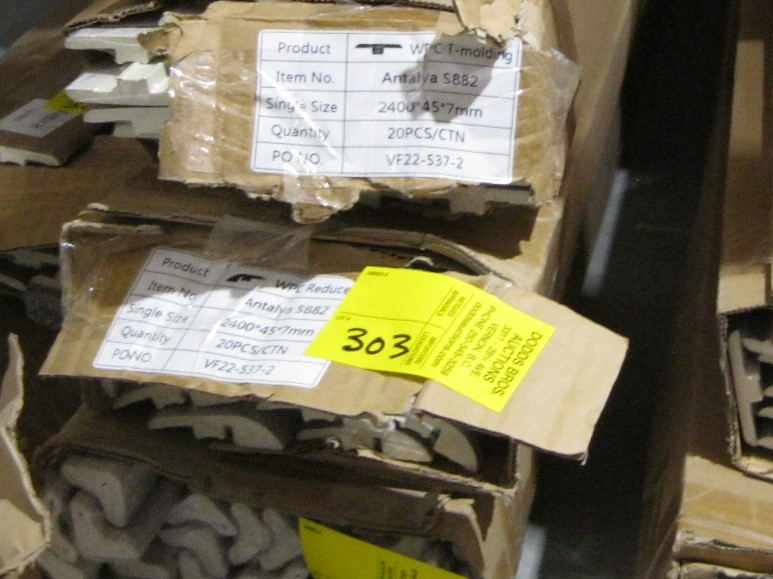 Product WPC T-molding
Item No. Antalya S882
Single Size 2400*45*7mm
Quantity 20PCS/CTN
PO NO. VF22-537-2
Product WPC Reduce
Item No Antalya S882
Single Size 2400*45*7mm
Quantity 20PCS/CTN
PO NO. VF22-537-2
303
DODDS BROS.
AUCTIONS
VERNON, B.C.